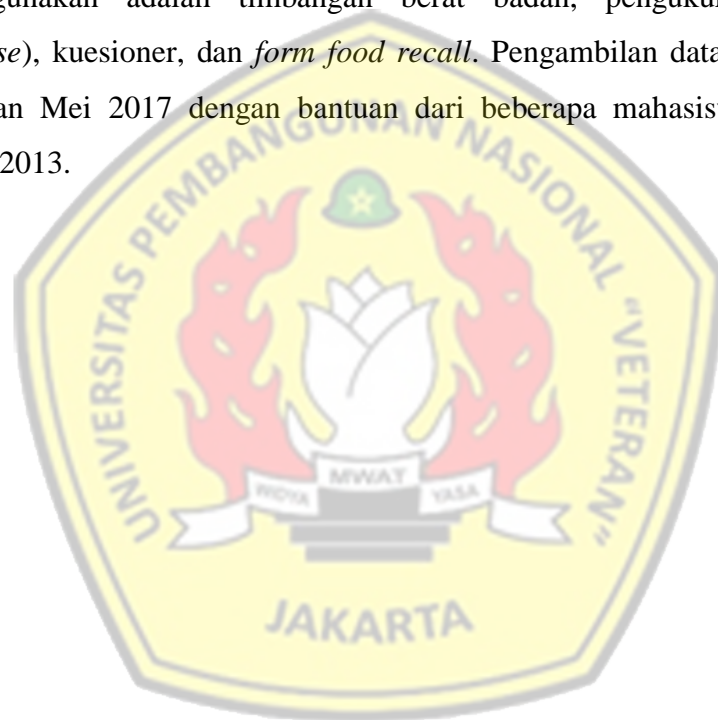 gunakan adalah timbangan berat badan, penguku
se), kuesioner, dan form food recall. Pengambilan data
an Mei 2017 dengan bantuan dari beberapa mahasis
2013.
UNIVERSITAS PEMBANGUNAN NASIONAL "VETERAN"
WIDYA MWAT YASA
JAKARTA